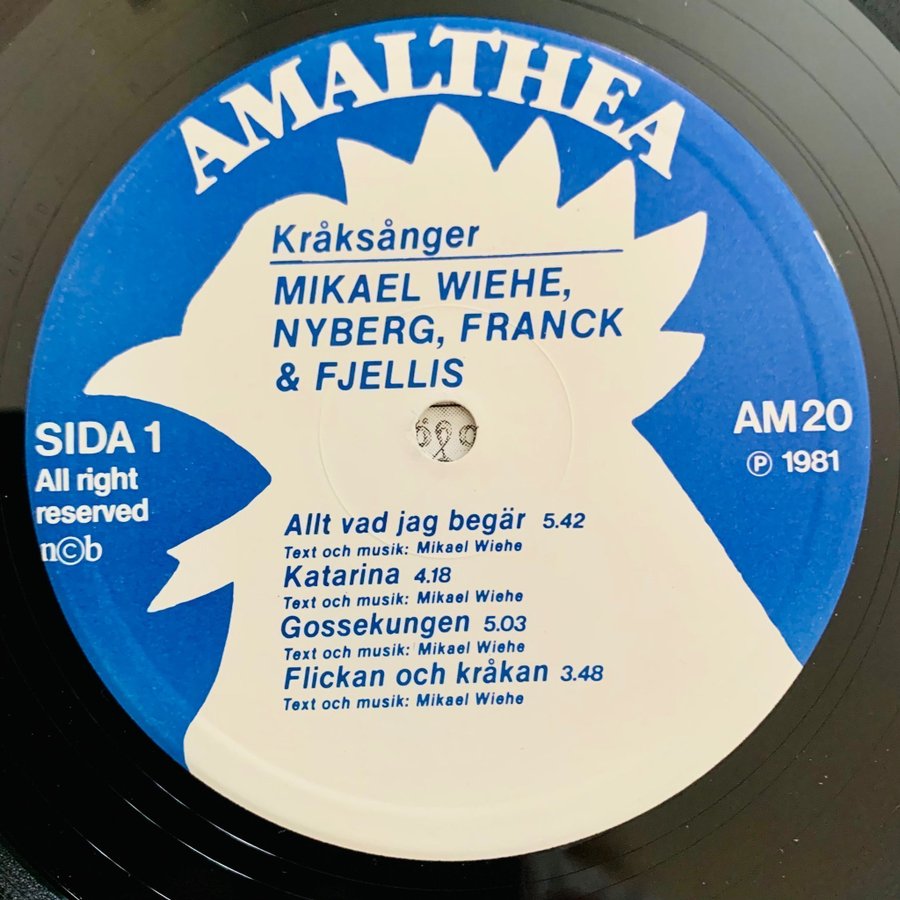 AMALTHEA
Kråksånger
MIKAEL WIEHE,
NYBERG, FRANCK
& FJELLIS
SIDA 1
All right
reserved
n©b
AM 20
℗ 1981
Allt vad jag begär 5.42
Text och musik: Mikael Wiehe
Katarina 4.18
Text och musik: Mikael Wiehe
Gossekungen 5.03
Text och musik: Mikael Wiehe
Flickan och kråkan 3.48
Text och musik: Mikael Wiehe